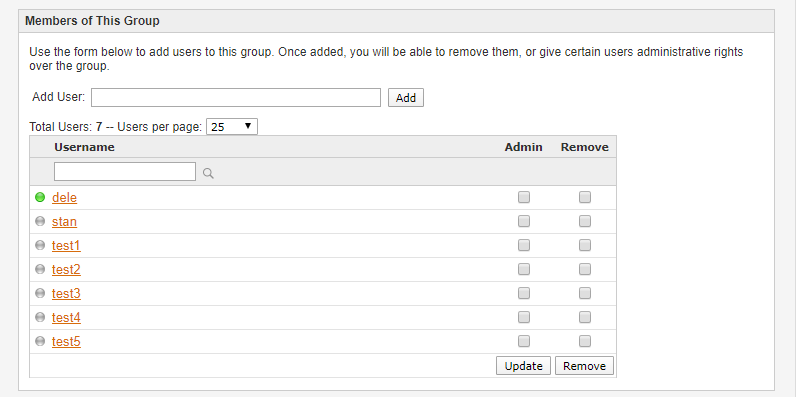 Members of This Group
Use the form below to add users to this group. Once added, you will be able to remove them, or give certain users administrative rights
over the group.
Add User: Add
Total Users: 7 -- Users per page: 25
Username Admin Remove
dele
stan
test1
test2
test3
test4
test5
Update Remove